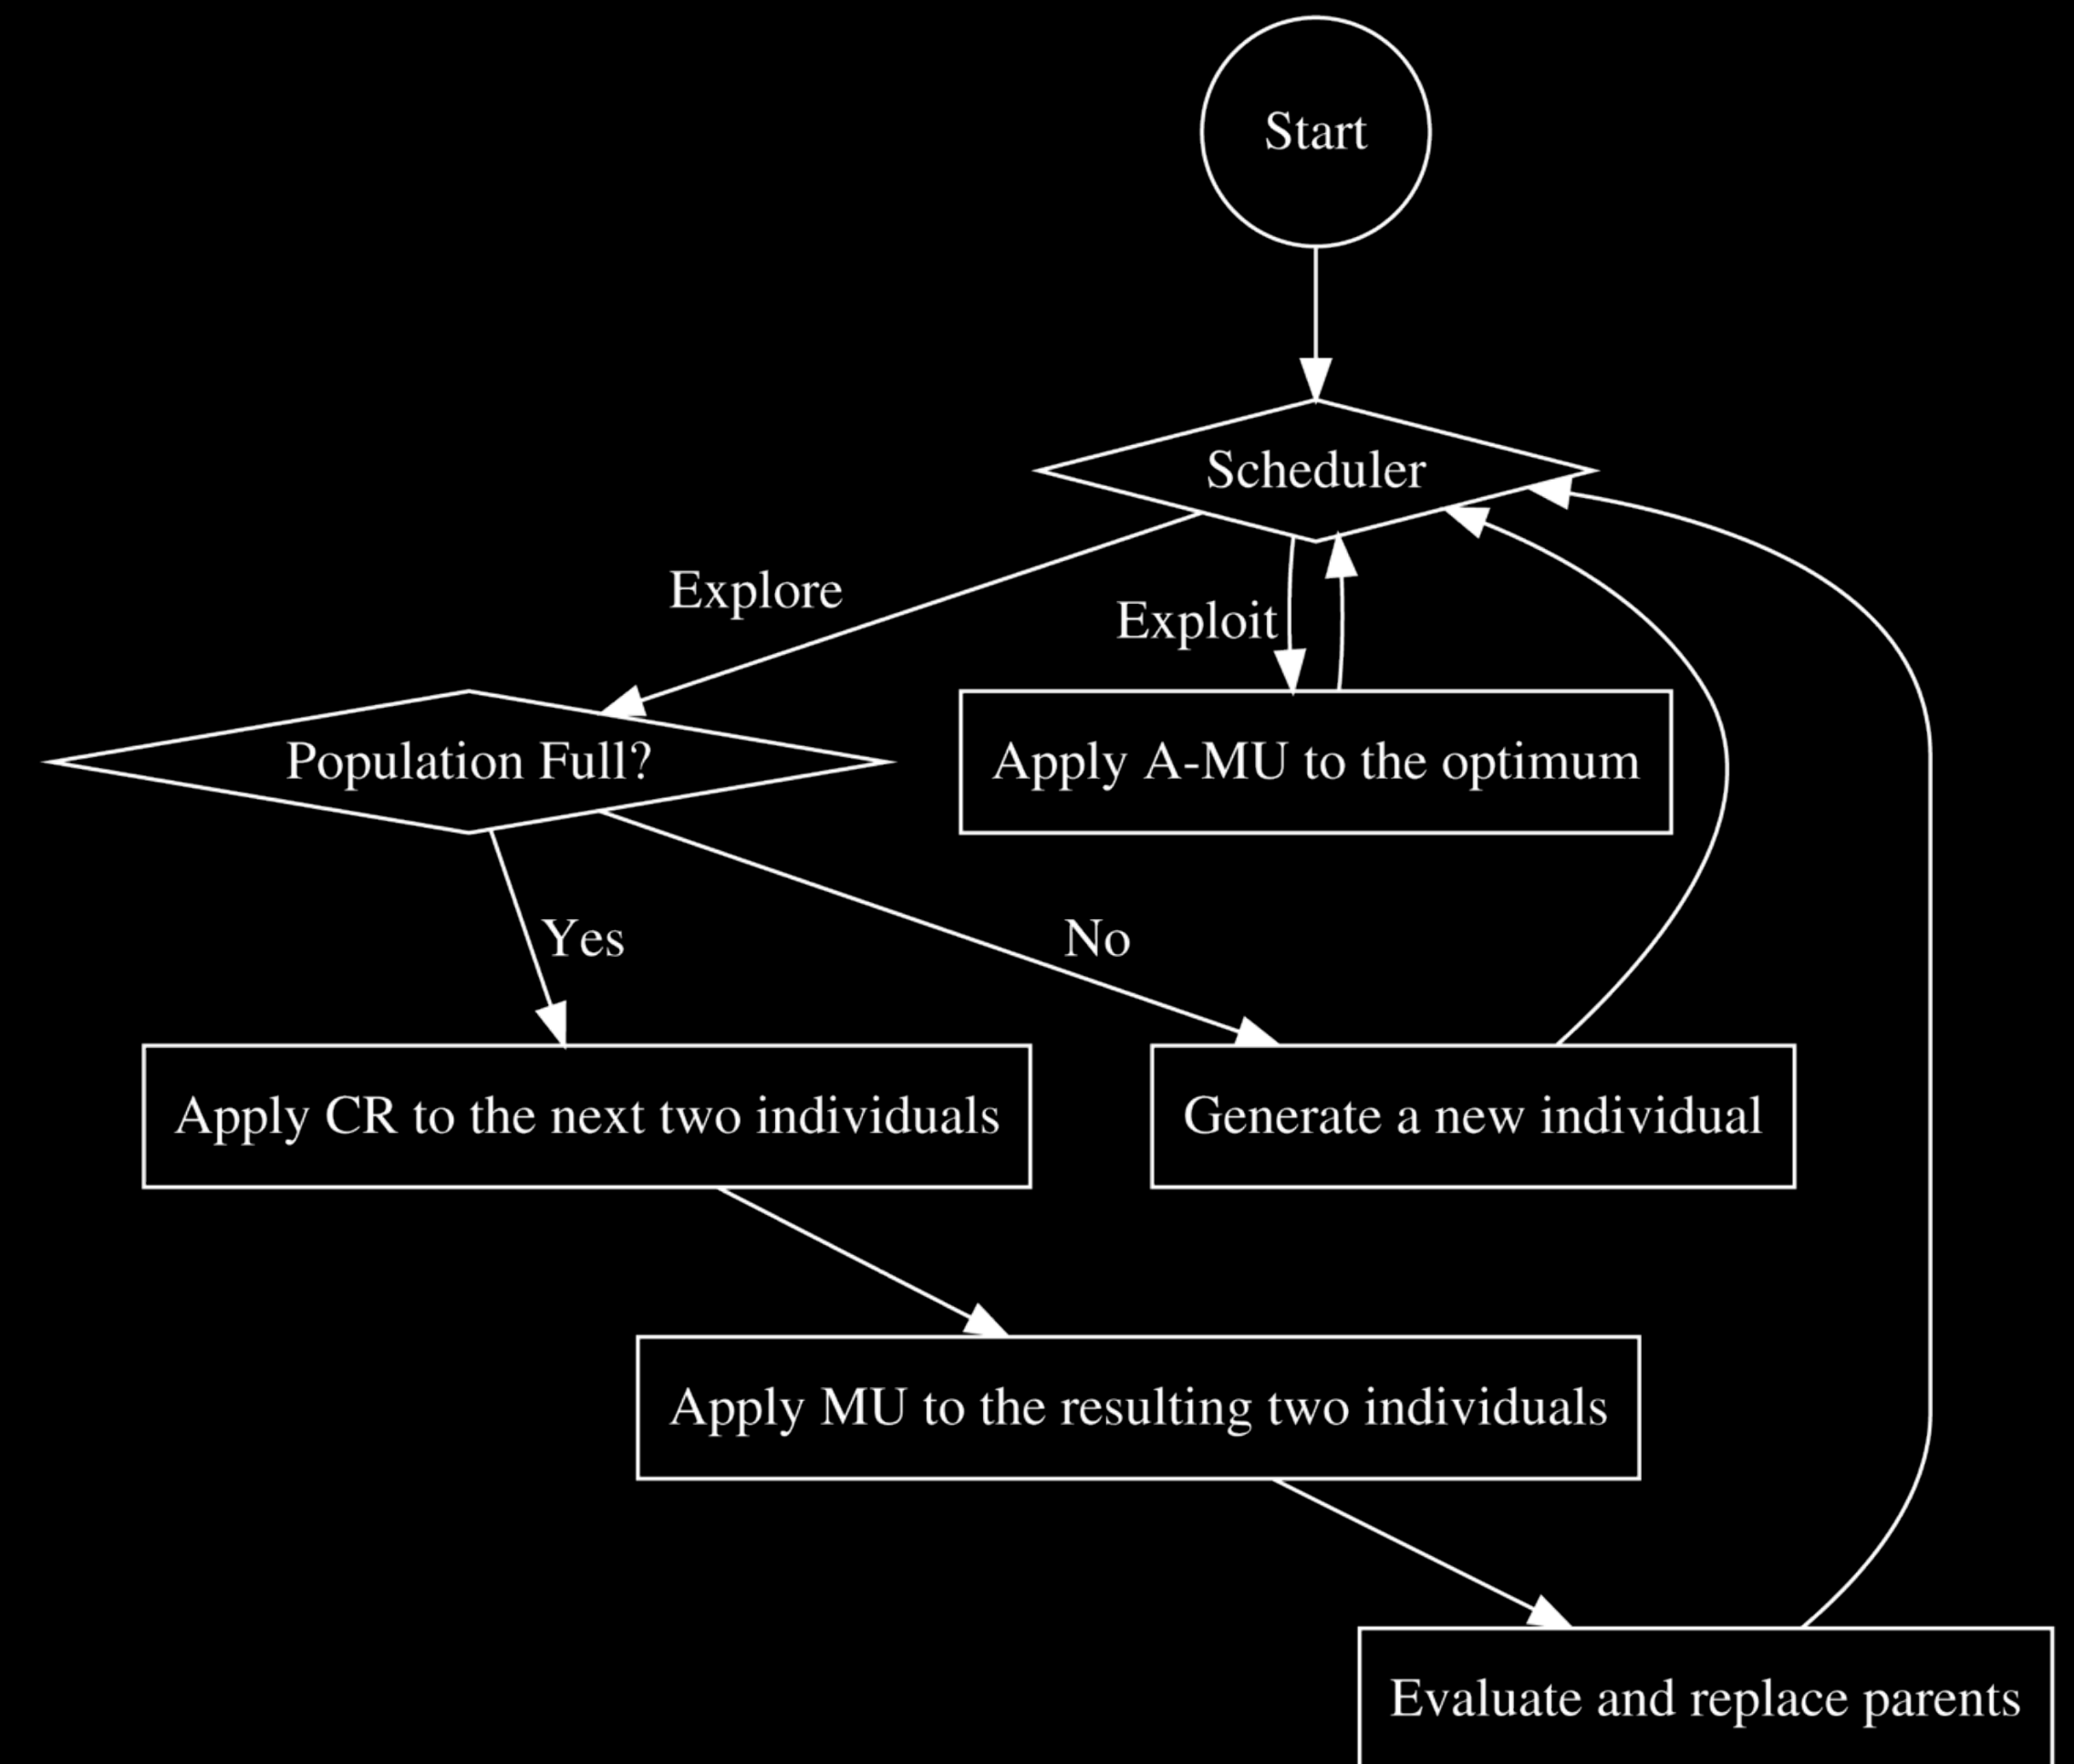 Start
Scheduler
Explore
Exploit
Population Full?
Apply A-MU to the optimum
Yes
No
Apply CR to the next two individuals
Generate a new individual
Apply MU to the resulting two individuals
Evaluate and replace parents